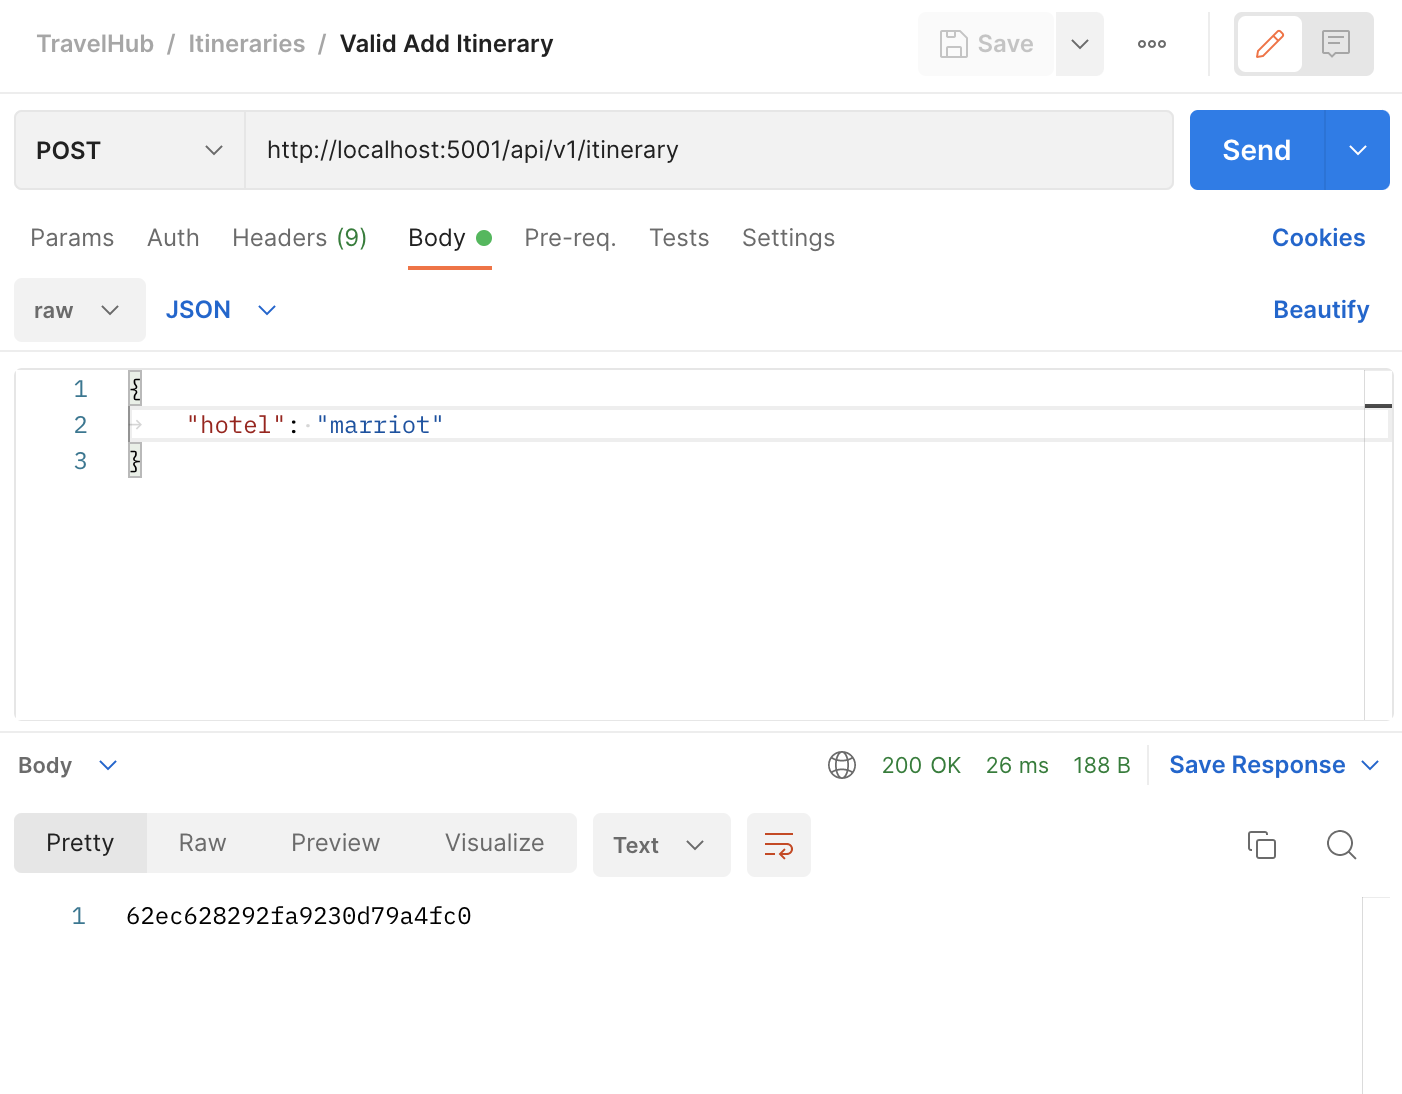 TravelHub / Itineraries / Valid Add Itinerary
Save
POST
http://localhost:5001/api/v1/itinerary
Send
Params Auth Headers (9) Body Pre-req. Tests Settings Cookies
raw JSON Beautify
1 {
2 "hotel": "marriot"
3 }
Body 200 OK 26 ms 188 B Save Response
Pretty Raw Preview Visualize Text
1 62ec628292fa9230d79a4fc0